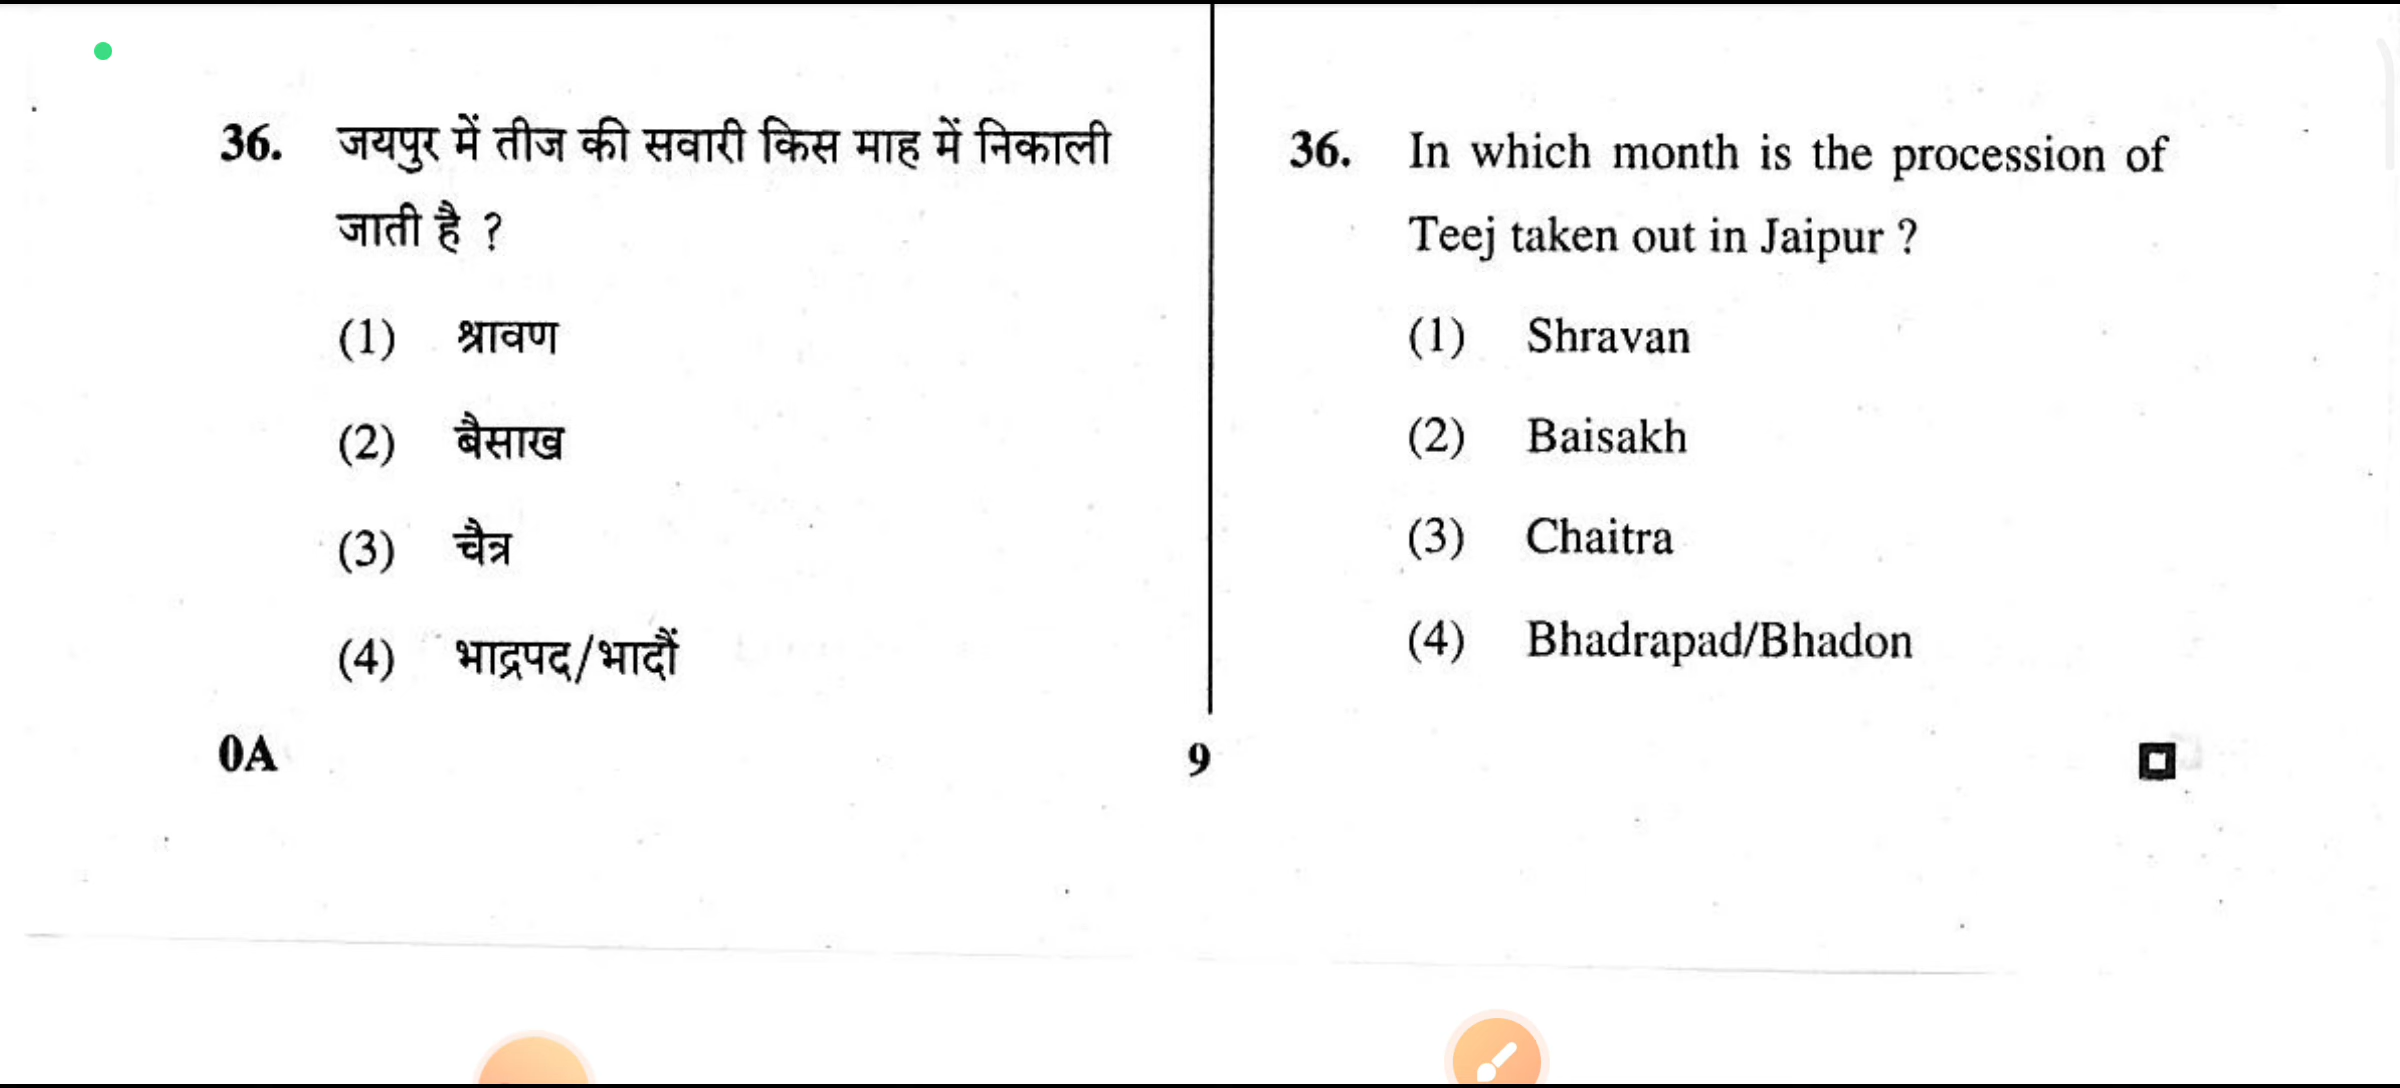 36. जयपुर में तीज की सवारी किस माह में निकाली
जाती है ?
(1) श्रावण
(2) बैसाख
(3) चैत्र
(4) भाद्रपद/भादौं
36. In which month is the procession of
Teej taken out in Jaipur ?
(1) Shravan
(2) Baisakh
(3) Chaitra
(4) Bhadrapad/Bhadon
0A
9